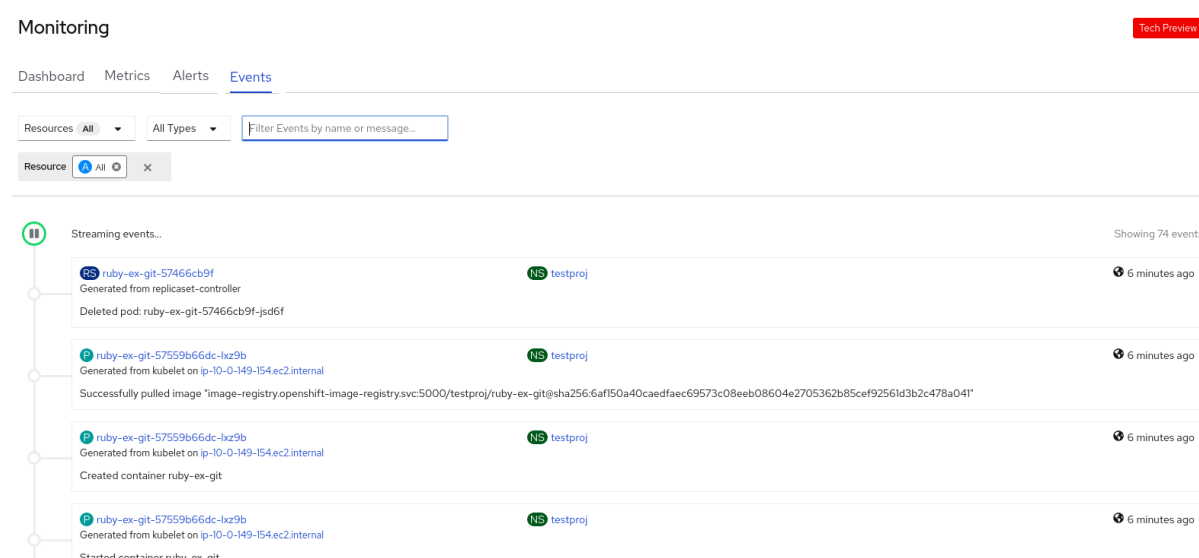 Monitoring
Tech Preview
Dashboard Metrics Alerts Events
Resources All All Types Filter Events by name or message...
Resource A All
Streaming events... Showing 74 event
RS ruby-ex-git-57466cb9f NS testproj 6 minutes ago
Generated from replicaset-controller
Deleted pod: ruby-ex-git-57466cb9f-jsd6f
P ruby-ex-git-57559b66dc-lxz9b NS testproj 6 minutes ago
Generated from kubelet on ip-10-0-149-154.ec2.internal
Successfully pulled image "image-registry.openshift-image-registry.svc:5000/testproj/ruby-ex-git@sha256:6af150a40caedfaec69573c08eeb08604e2705362b85cef92561d3b2c478a041"
P ruby-ex-git-57559b66dc-lxz9b NS testproj 6 minutes ago
Generated from kubelet on ip-10-0-149-154.ec2.internal
Created container ruby-ex-git
P ruby-ex-git-57559b66dc-lxz9b NS testproj 6 minutes ago
Generated from kubelet on ip-10-0-149-154.ec2.internal
Started container ruby-ex-git